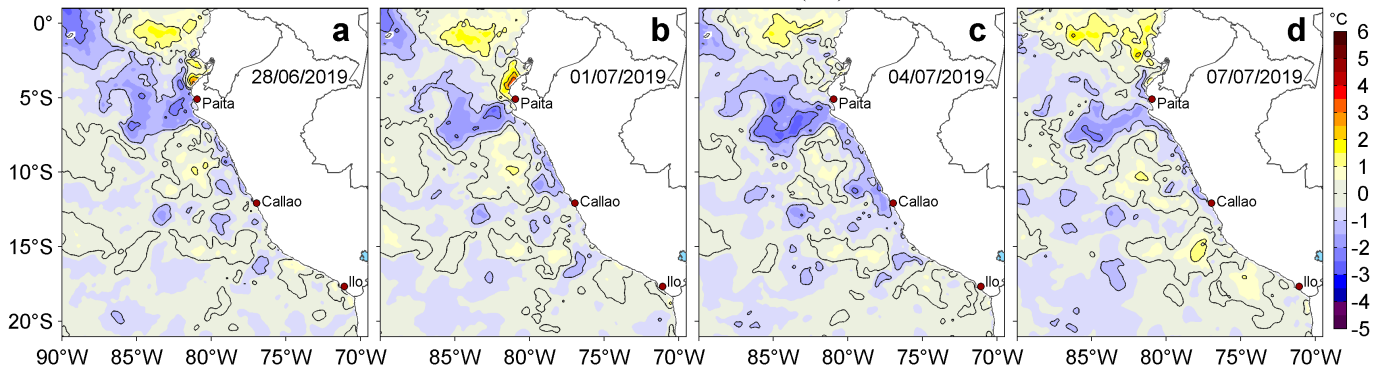 a
b
c
d
°C
28/06/2019
01/07/2019
04/07/2019
07/07/2019
0°
5°S
10°S
15°S
20°S
Paita
Callao
Ilo
Paita
Callao
Ilo
Paita
Callao
Ilo
Paita
Callao
Ilo
6
5
4
3
2
1
0
-1
-2
-3
-4
-5
90°W 85°W 80°W 75°W 70°W
85°W 80°W 75°W 70°W
85°W 80°W 75°W 70°W
85°W 80°W 75°W 70°W